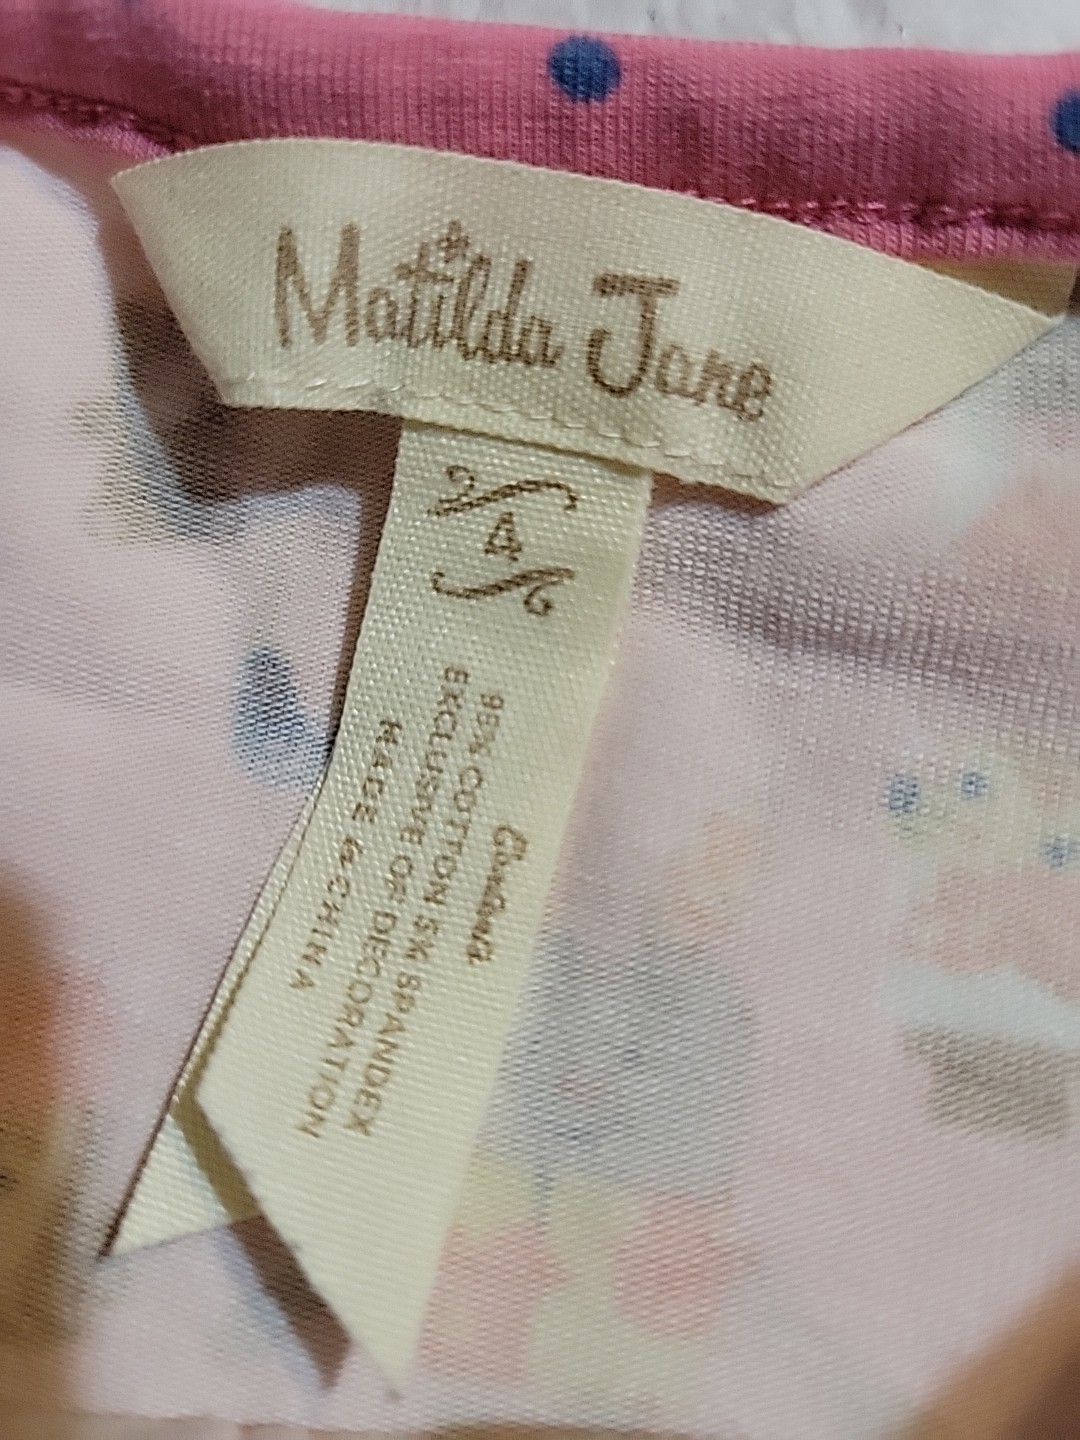 Matilda Jane
4
95% COTTON 5% SPANDEX
EXCLUSIVE OF DECORATION
MADE IN CHINA